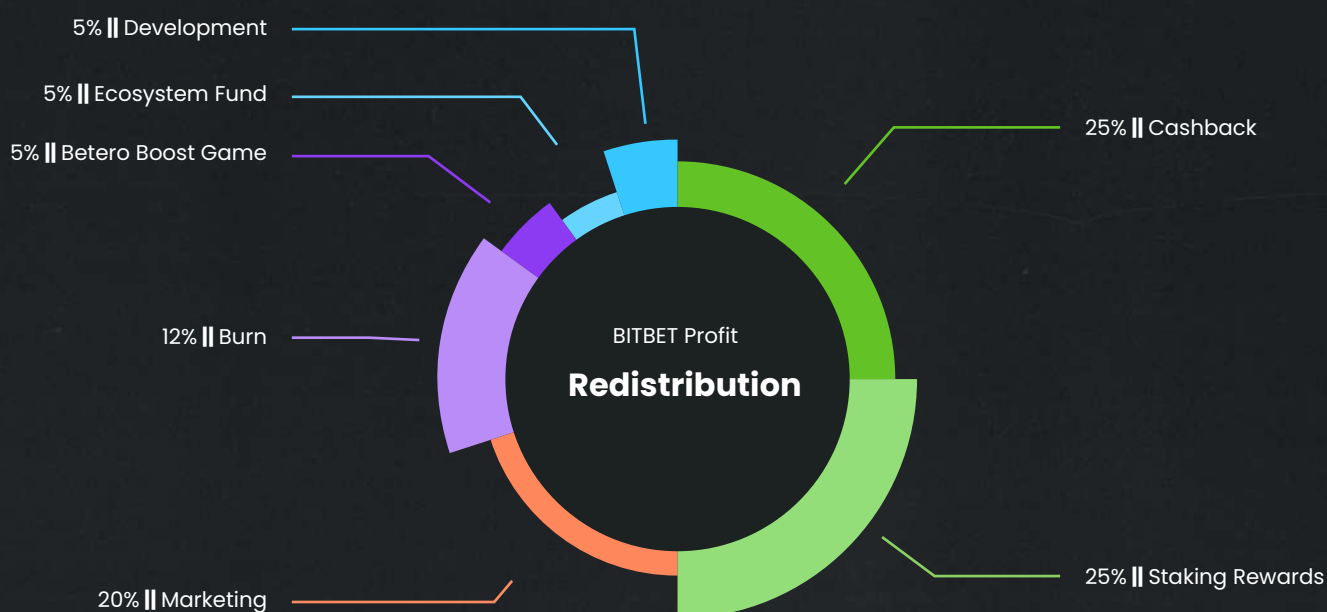 5% || Development
5% || Ecosystem Fund
25% || Cashback
5% || Betero Boost Game
12% || Burn
BITBET Profit
Redistribution
25% || Staking Rewards
20% || Marketing